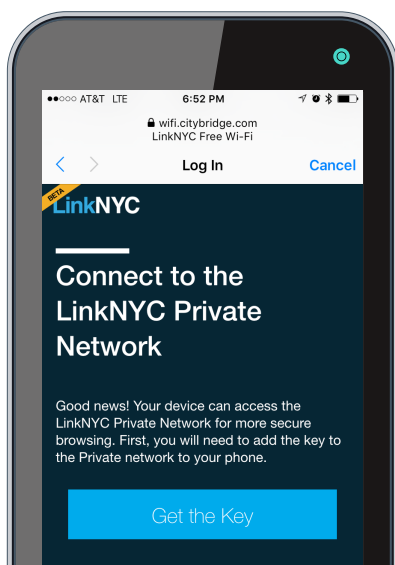 AT&T LTE 6:52 PM
wifi.citybridge.com
LinkNYC Free Wi-Fi
Log In Cancel
BETA
LinkNYC
Connect to the
LinkNYC Private
Network
Good news! Your device can access the
LinkNYC Private Network for more secure
browsing. First, you will need to add the key to
the Private network to your phone.
Get the Key